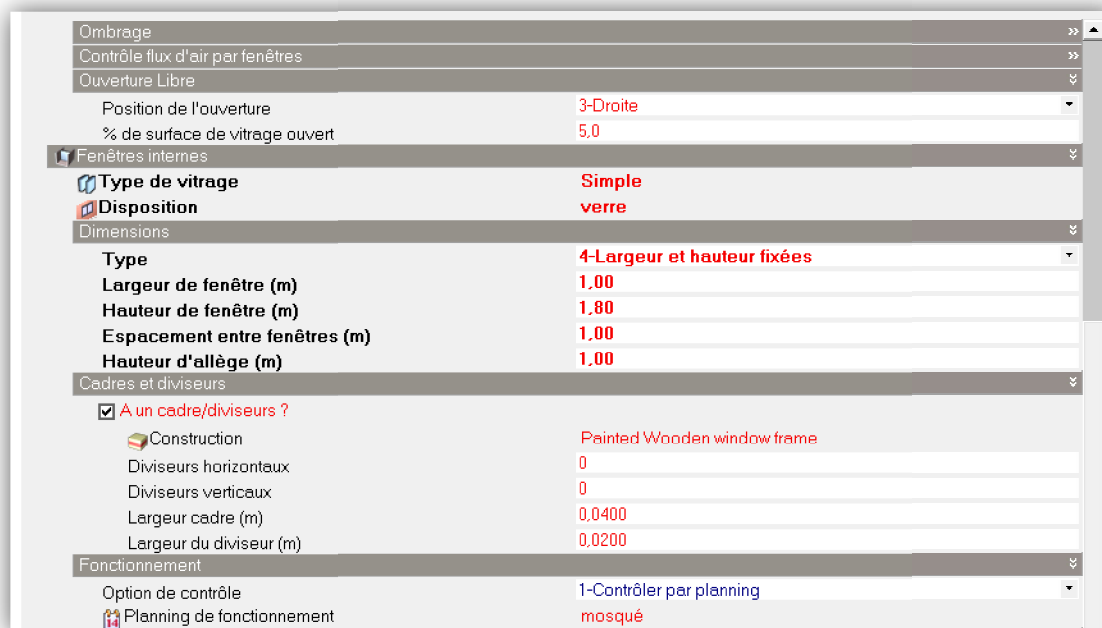 Ombrage
Contrôle flux d'air par fenêtres
Ouverture Libre
Position de l'ouverture 3-Droite
% de surface de vitrage ouvert 5,0
Fenêtres internes
Type de vitrage Simple
Disposition verre
Dimensions
Type 4-Largeur et hauteur fixées
Largeur de fenêtre (m) 1,00
Hauteur de fenêtre (m) 1,80
Espacement entre fenêtres (m) 1,00
Hauteur d'allège (m) 1,00
Cadres et diviseurs
A un cadre/diviseurs ?
Construction Painted Wooden window frame
Diviseurs horizontaux 0
Diviseurs verticaux 0
Largeur cadre (m) 0,0400
Largeur du diviseur (m) 0,0200
Fonctionnement
Option de contrôle 1-Contrôler par planning
14 Planning de fonctionnement mosqué